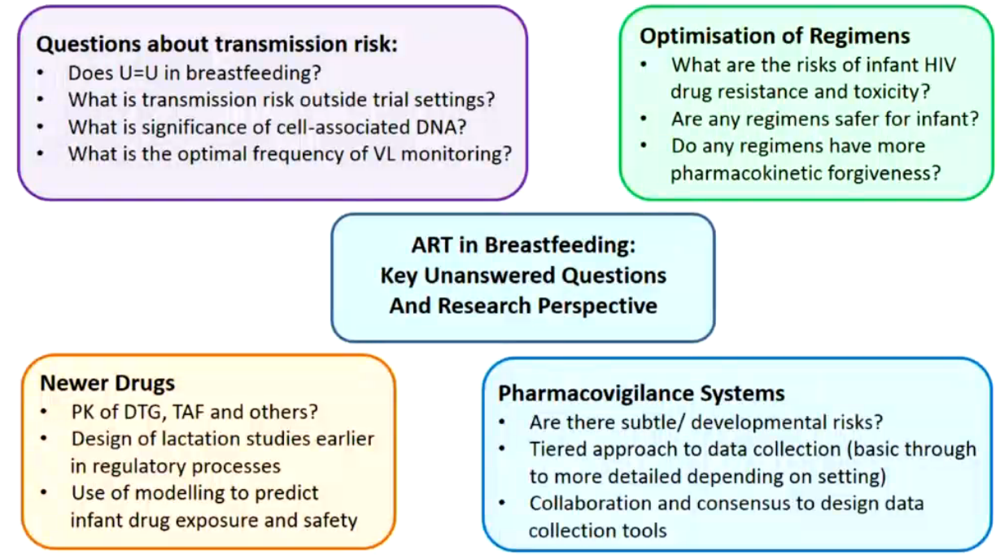 Questions about transmission risk:
• Does U=U in breastfeeding?
• What is transmission risk outside trial settings?
• What is significance of cell-associated DNA?
• What is the optimal frequency of VL monitoring?
Optimisation of Regimens
• What are the risks of infant HIV
drug resistance and toxicity?
• Are any regimens safer for infant?
• Do any regimens have more
pharmacokinetic forgiveness?
ART in Breastfeeding:
Key Unanswered Questions
And Research Perspective
Newer Drugs
• PK of DTG, TAF and others?
• Design of lactation studies earlier
in regulatory processes
• Use of modelling to predict
infant drug exposure and safety
Pharmacovigilance Systems
• Are there subtle/ developmental risks?
• Tiered approach to data collection (basic through
to more detailed depending on setting)
• Collaboration and consensus to design data
collection tools